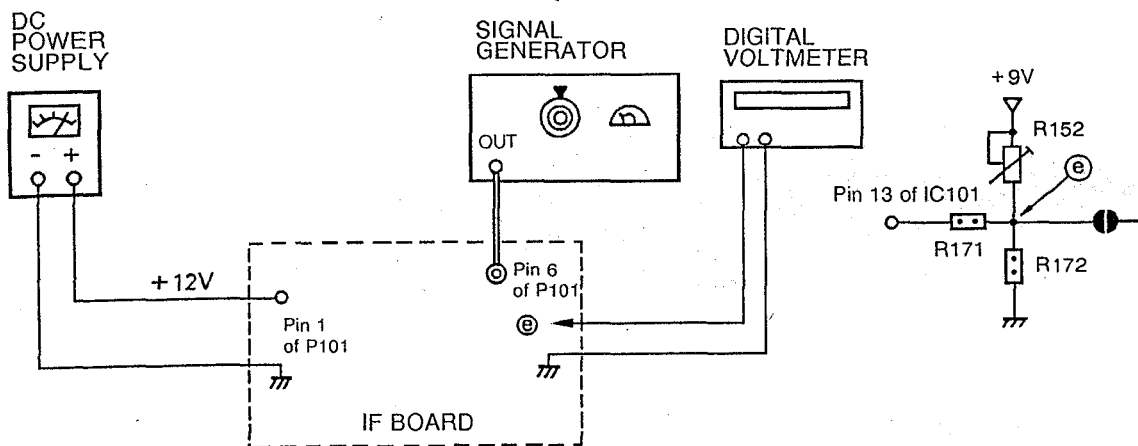 DC
POWER
SUPPLY
- +
SIGNAL
GENERATOR
OUT
DIGITAL
VOLTMETER
+9V
R152
e
Pin 13 of IC101
R171
R172
+12V
Pin 1
of P101
Pin 6
of P101
e
IF BOARD